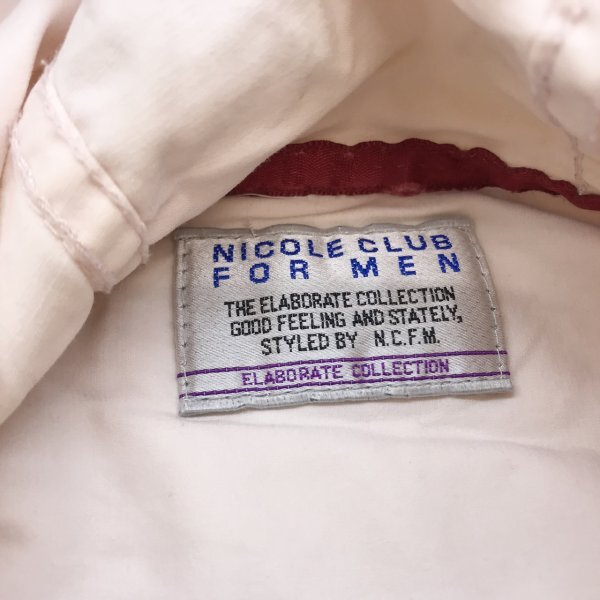 NICOLE CLUB
FOR MEN
THE ELABORATE COLLECTION
GOOD FEELING AND STATELY,
STYLED BY N.C.F.M.
ELABORATE COLLECTION